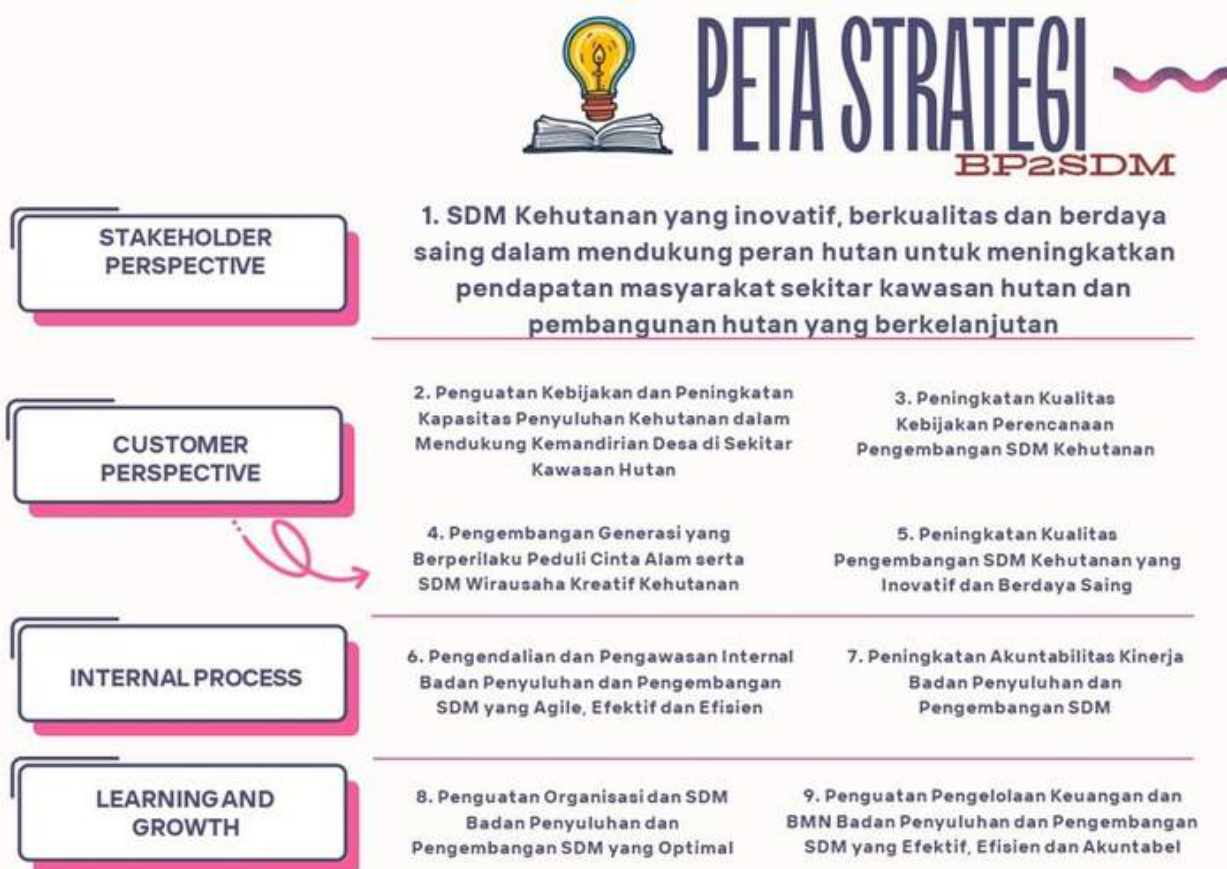 PETA STRATEGI
BP2SDM
STAKEHOLDER
PERSPECTIVE
1. SDM Kehutanan yang inovatif, berkualitas dan berdaya
saing dalam mendukung peran hutan untuk meningkatkan
pendapatan masyarakat sekitar kawasan hutan dan
pembangunan hutan yang berkelanjutan
CUSTOMER
PERSPECTIVE
2. Penguatan Kebijakan dan Peningkatan
Kapasitas Penyuluhan Kehutanan dalam
Mendukung Kemandirian Desa di Sekitar
Kawasan Hutan
3. Peningkatan Kualitas
Kebijakan Perencanaan
Pengembangan SDM Kehutanan
4. Pengembangan Generasi yang
Berperilaku Peduli Cinta Alam serta
SDM Wirausaha Kreatif Kehutanan
5. Peningkatan Kualitas
Pengembangan SDM Kehutanan yang
Inovatif dan Berdaya Saing
INTERNAL PROCESS
6. Pengendalian dan Pengawasan Internal
Badan Penyuluhan dan Pengembangan
SDM yang Agile, Efektif dan Efisien
7. Peningkatan Akuntabilitas Kinerja
Badan Penyuluhan dan
Pengembangan SDM
LEARNING AND
GROWTH
8. Penguatan Organisasi dan SDM
Badan Penyuluhan dan
Pengembangan SDM yang Optimal
9. Penguatan Pengelolaan Keuangan dan
BMN Badan Penyuluhan dan Pengembangan
SDM yang Efektif, Efisien dan Akuntabel